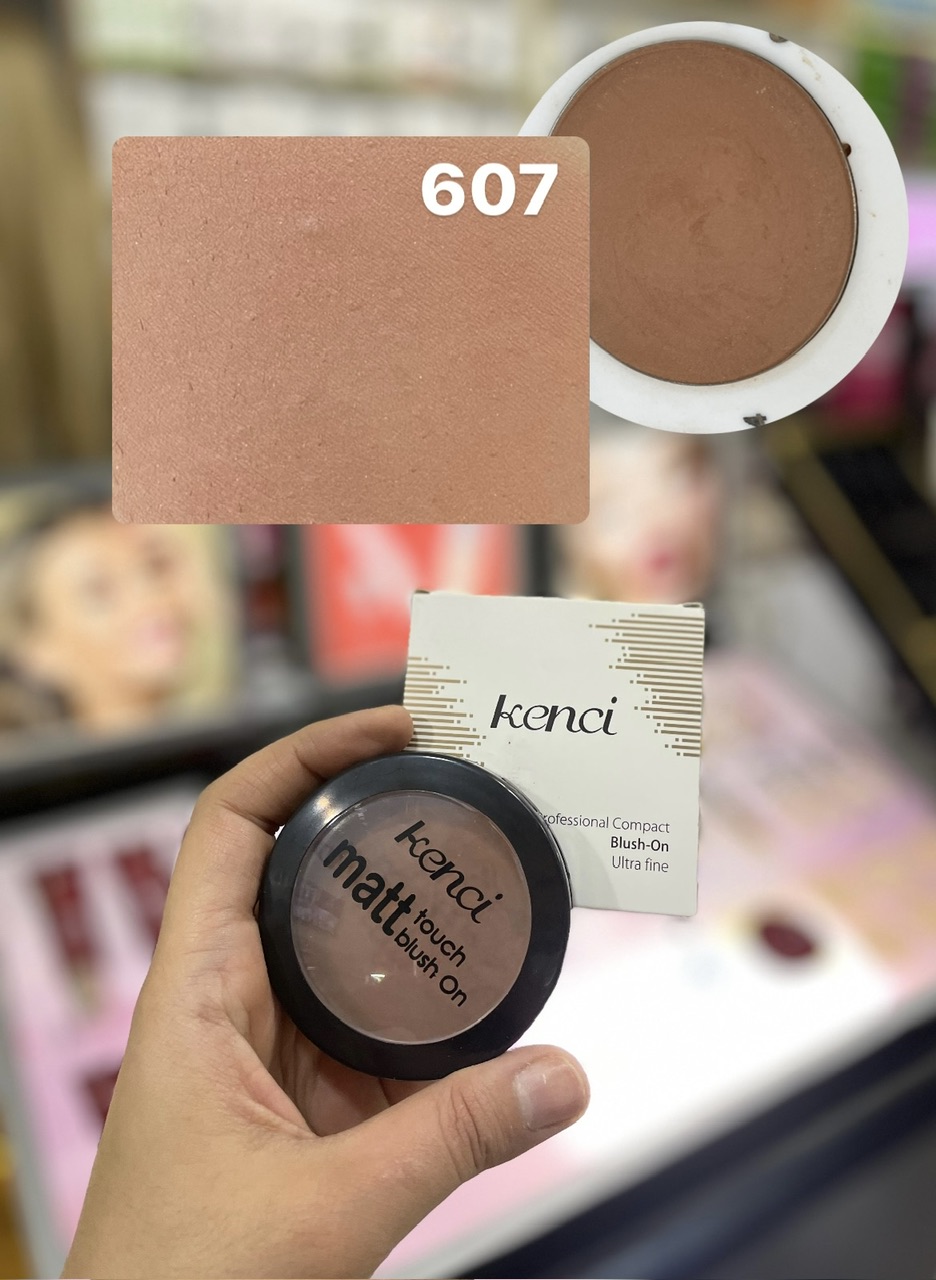 607
kenci
rofessional Compact
Blush-On
Ultra fine
kenci
matt touch
blush On